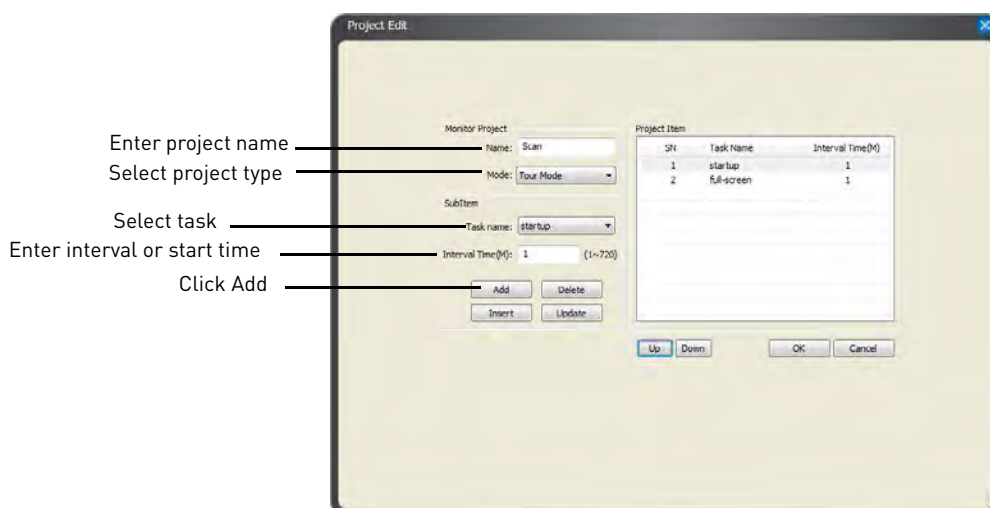 Project Edit
Enter project name
Select project type
Select task
Enter interval or start time
Click Add
Monitor Project
Name: Scan
Mode: Tour Mode
SubItem
Task name: startup
Interval Time(M): 1 (1~720)
Add Delete
Insert Update
Project Item
SN Task Name Interval Time(M)
1 startup 1
2 full-screen 1
Up Down OK Cancel